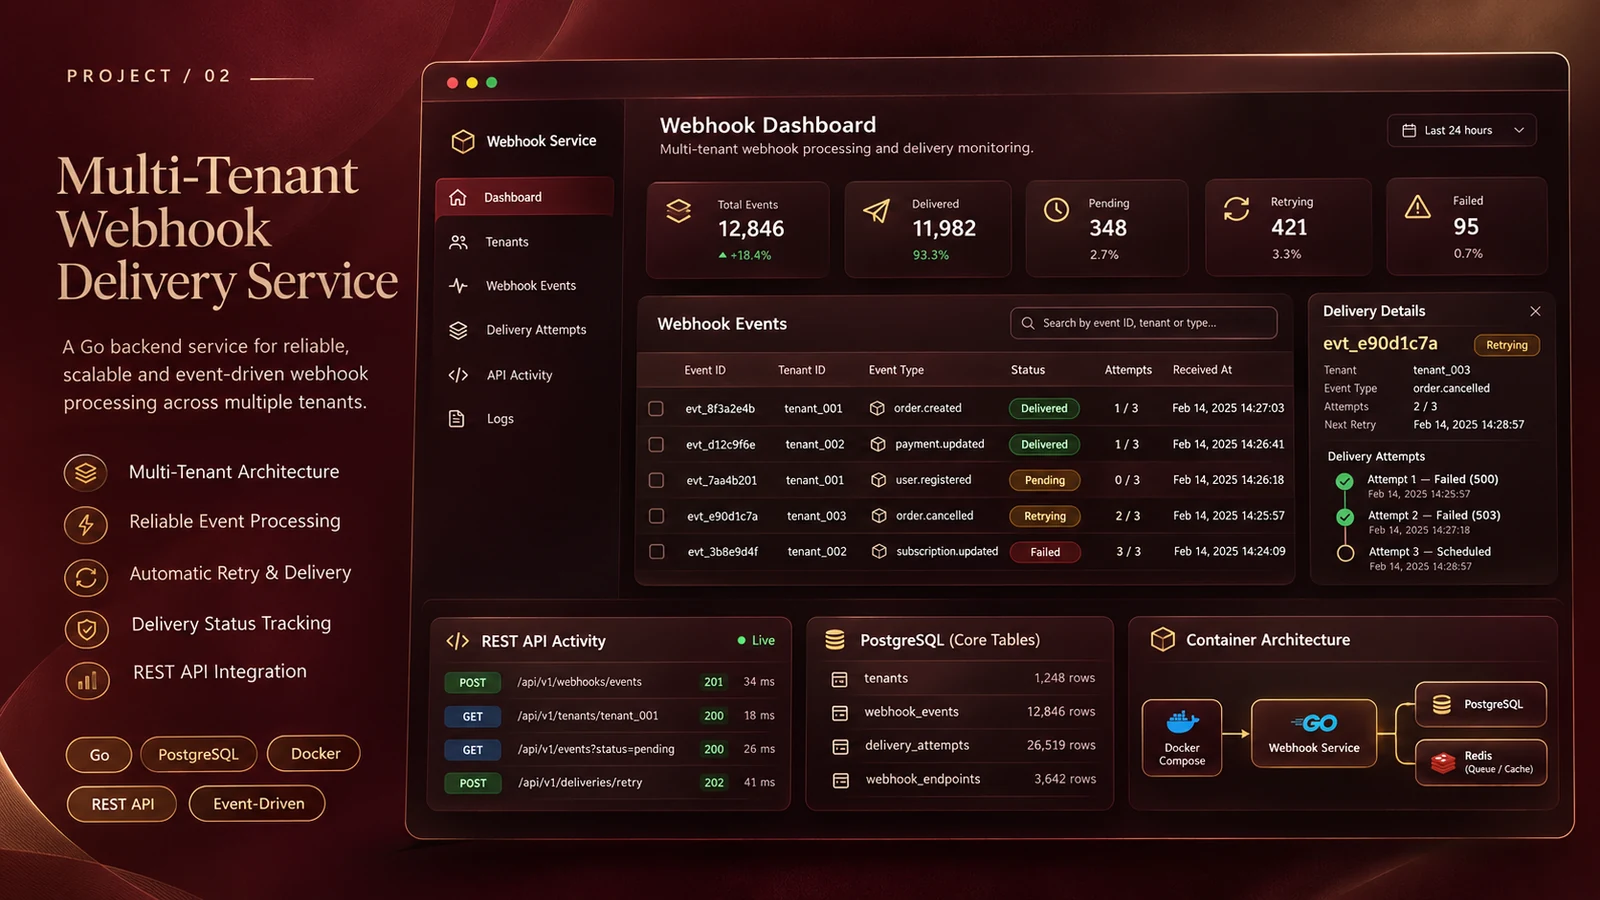 PROJECT / 02
Multi-Tenant
Webhook
Delivery Service
A Go backend service for reliable,
scalable and event-driven webhook
processing across multiple tenants.
Multi-Tenant Architecture
Reliable Event Processing
Automatic Retry & Delivery
Delivery Status Tracking
REST API Integration
Go PostgreSQL Docker
REST API Event-Driven
Webhook Service
Dashboard
Tenants
Webhook Events
Delivery Attempts
API Activity
Logs
Webhook Dashboard
Multi-tenant webhook processing and delivery monitoring.
Last 24 hours
Total Events
12,846
+18.4%
Delivered
11,982
93.3%
Pending
348
2.7%
Retrying
421
3.3%
Failed
95
0.7%
Webhook Events
Search by event ID, tenant or type...
Event ID Tenant ID Event Type Status Attempts Received At
evt_8f3a2e4b tenant_001 order.created Delivered 1 / 3 Feb 14, 2025 14:27:03
evt_d12c9f6e tenant_002 payment.updated Delivered 1 / 3 Feb 14, 2025 14:26:41
evt_7aa4b201 tenant_001 user.registered Pending 0 / 3 Feb 14, 2025 14:26:18
evt_e90d1c7a tenant_003 order.cancelled Retrying 2 / 3 Feb 14, 2025 14:25:57
evt_3b8e9d4f tenant_002 subscription.updated Failed 3 / 3 Feb 14, 2025 14:24:09
Delivery Details
evt_e90d1c7a Retrying
Tenant tenant_003
Event Type order.cancelled
Attempts 2 / 3
Next Retry Feb 14, 2025 14:28:57
Delivery Attempts
Attempt 1 — Failed (500)
Feb 14, 2025 14:25:57
Attempt 2 — Failed (503)
Feb 14, 2025 14:27:18
Attempt 3 — Scheduled
Feb 14, 2025 14:28:57
REST API Activity Live
POST /api/v1/webhooks/events 201 34 ms
GET /api/v1/tenants/tenant_001 200 18 ms
GET /api/v1/events?status=pending 200 26 ms
POST /api/v1/deliveries/retry 202 41 ms
PostgreSQL (Core Tables)
tenants 1,248 rows
webhook_events 12,846 rows
delivery_attempts 26,519 rows
webhook_endpoints 3,642 rows
Container Architecture
Docker
Compose
GO
Webhook Service
PostgreSQL
Redis
(Queue / Cache)